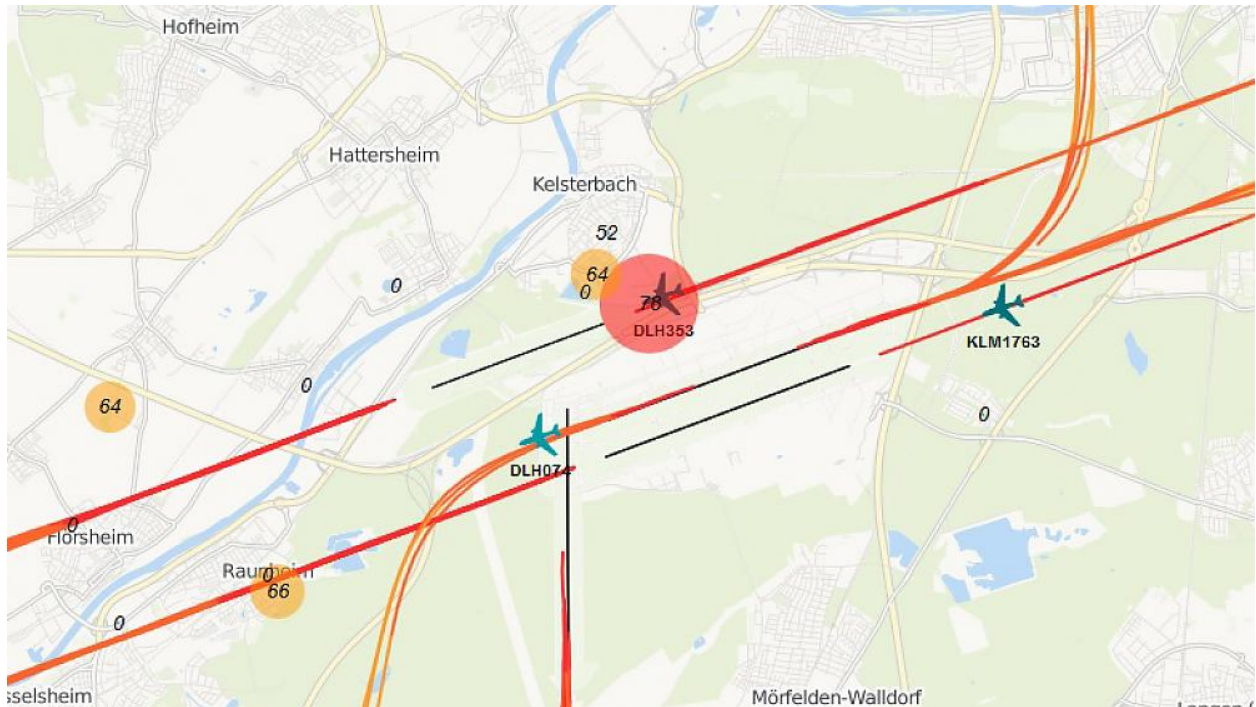 Hofheim
Hattersheim
Kelsterbach
52
64
0
0
78
DLH353
KLM1763
0
64
0
DLH074
0
Flörsheim
Raunheim
0
66
0
sselsheim
Mörfelden-Walldorf